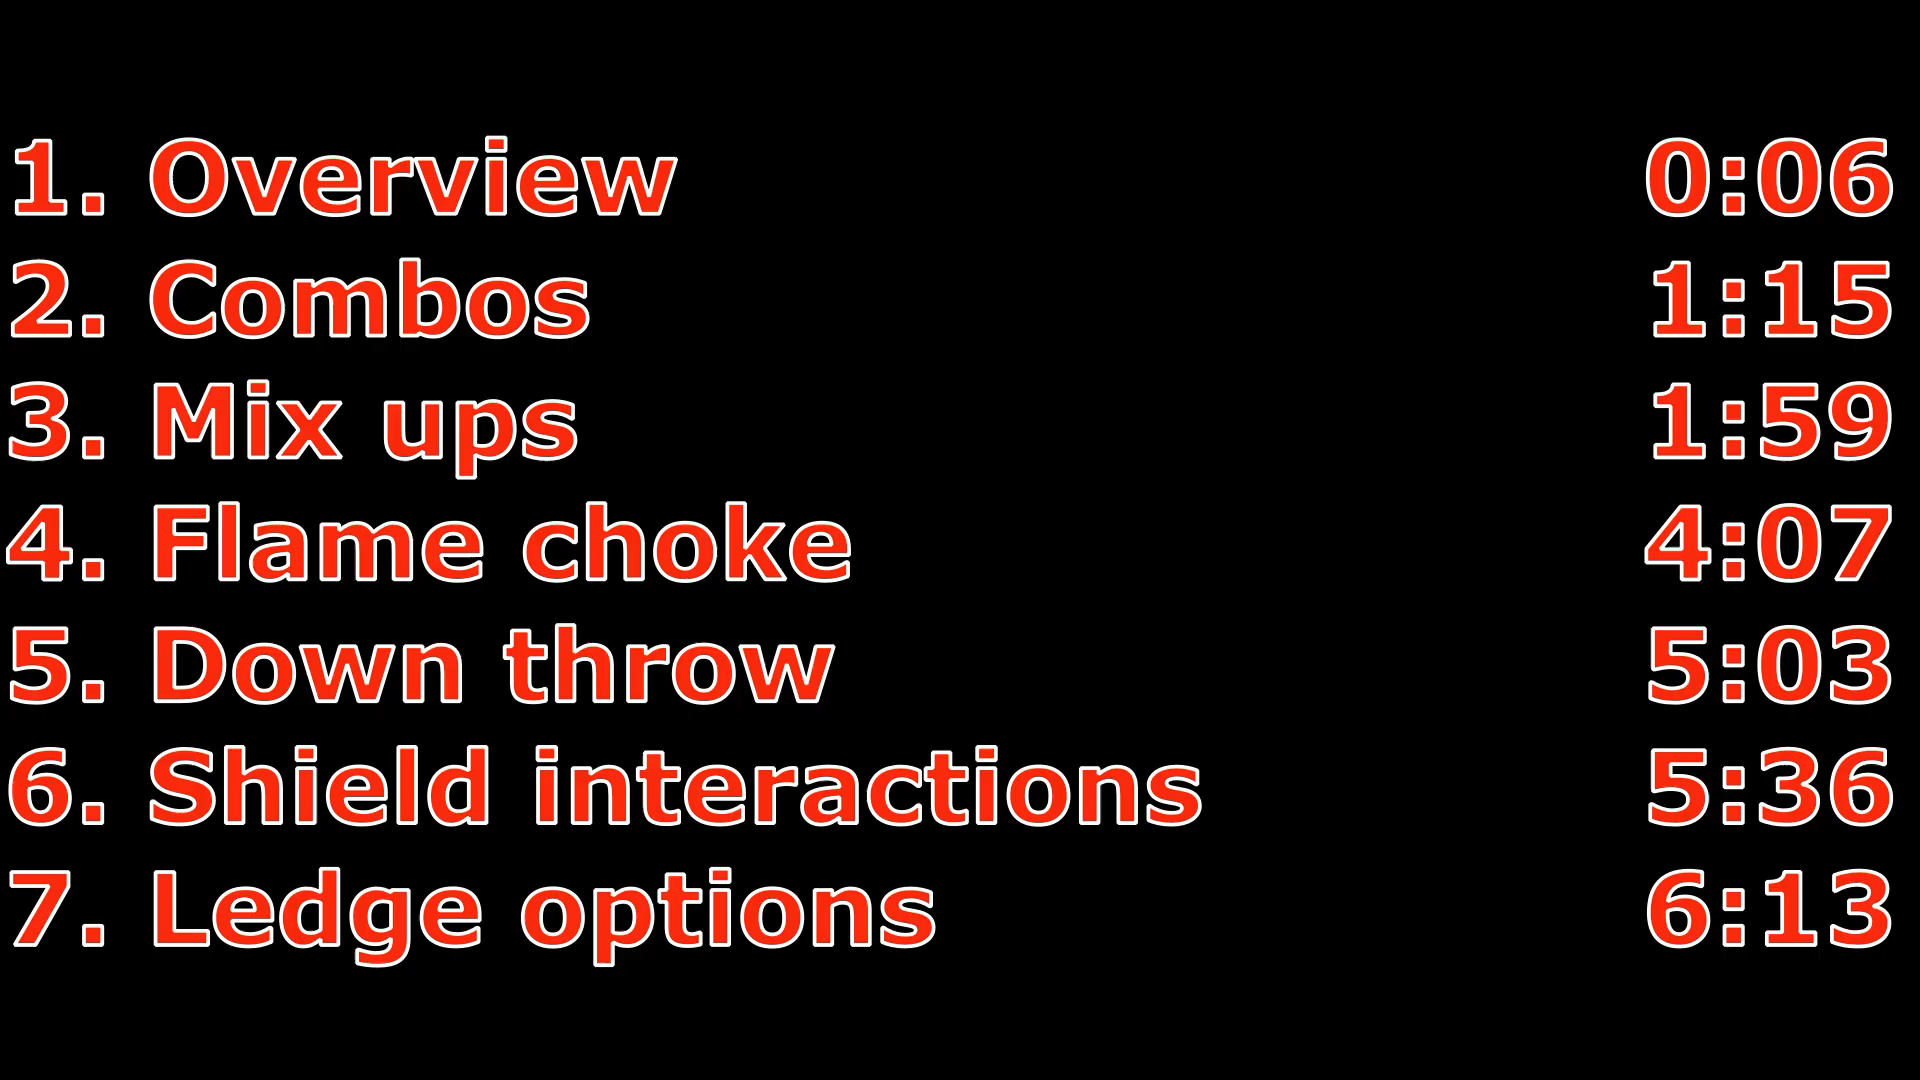 1. Overview 0:06
2. Combos 1:15
3. Mix ups 1:59
4. Flame choke 4:07
5. Down throw 5:03
6. Shield interactions 5:36
7. Ledge options 6:13